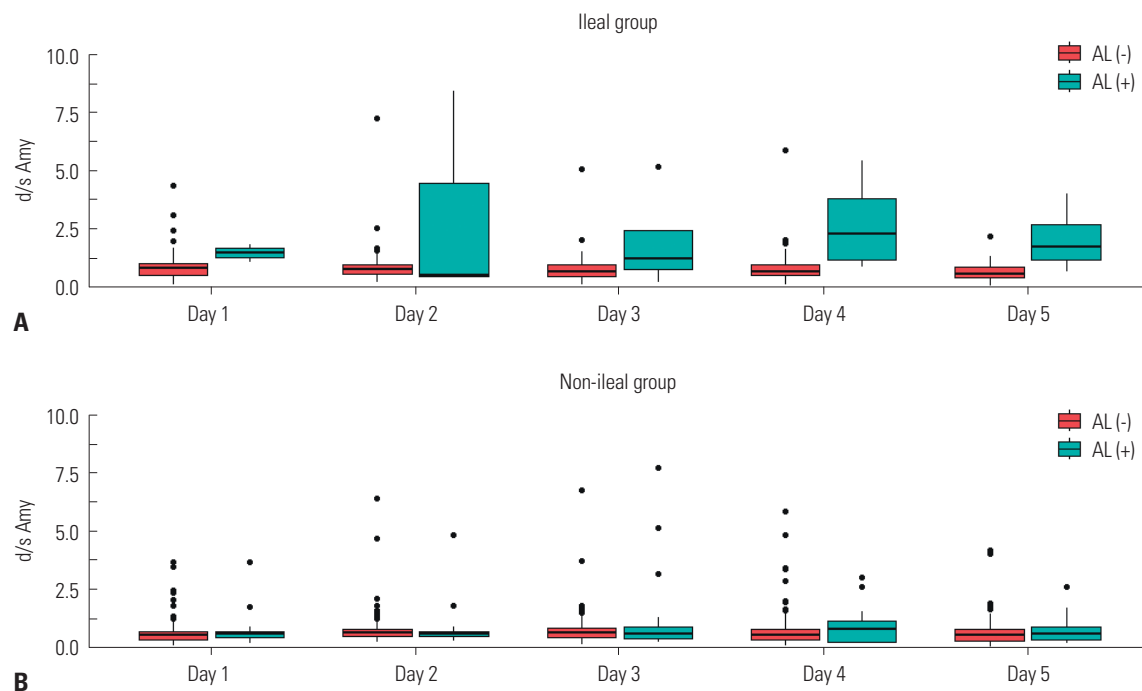 Ileal group
10.0
7.5
5.0
2.5
0.0
d/s Amy
AL (-)
AL (+)
Day 1
Day 2
Day 3
Day 4
Day 5
A
Non-ileal group
10.0
7.5
5.0
2.5
0.0
d/s Amy
AL (-)
AL (+)
Day 1
Day 2
Day 3
Day 4
Day 5
B